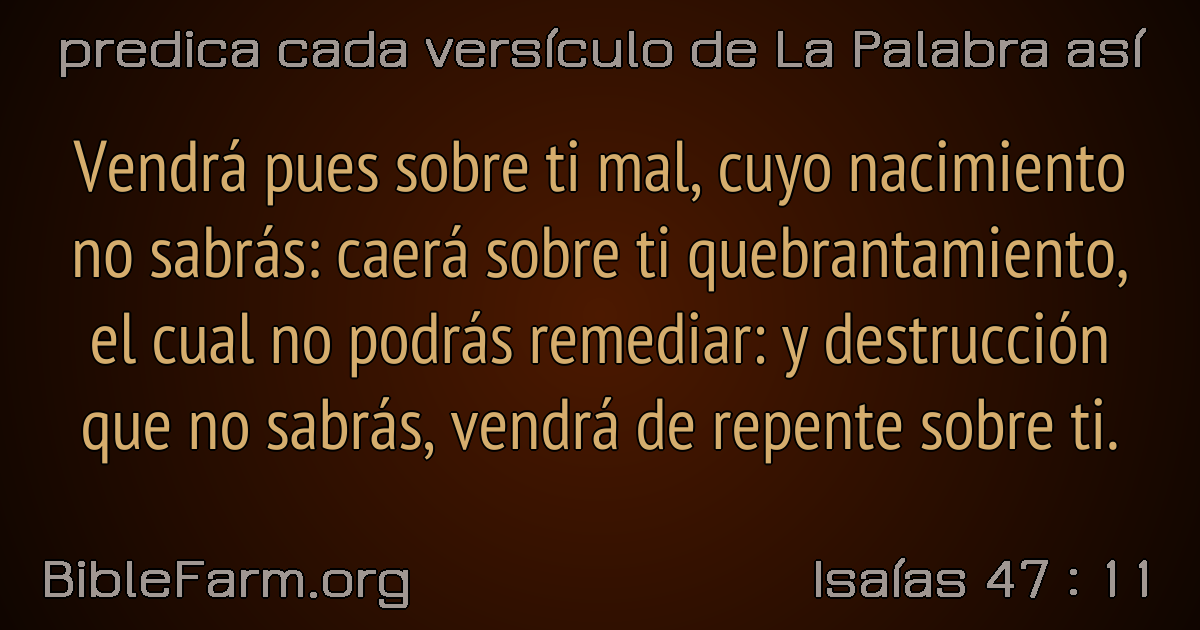 predica cada versículo de La Palabra así
Vendrá pues sobre ti mal, cuyo nacimiento
no sabrás: caerá sobre ti quebrantamiento,
el cual no podrás remediar: y destrucción
que no sabrás, vendrá de repente sobre ti.
BibleFarm.org
Isaías 47 : 11